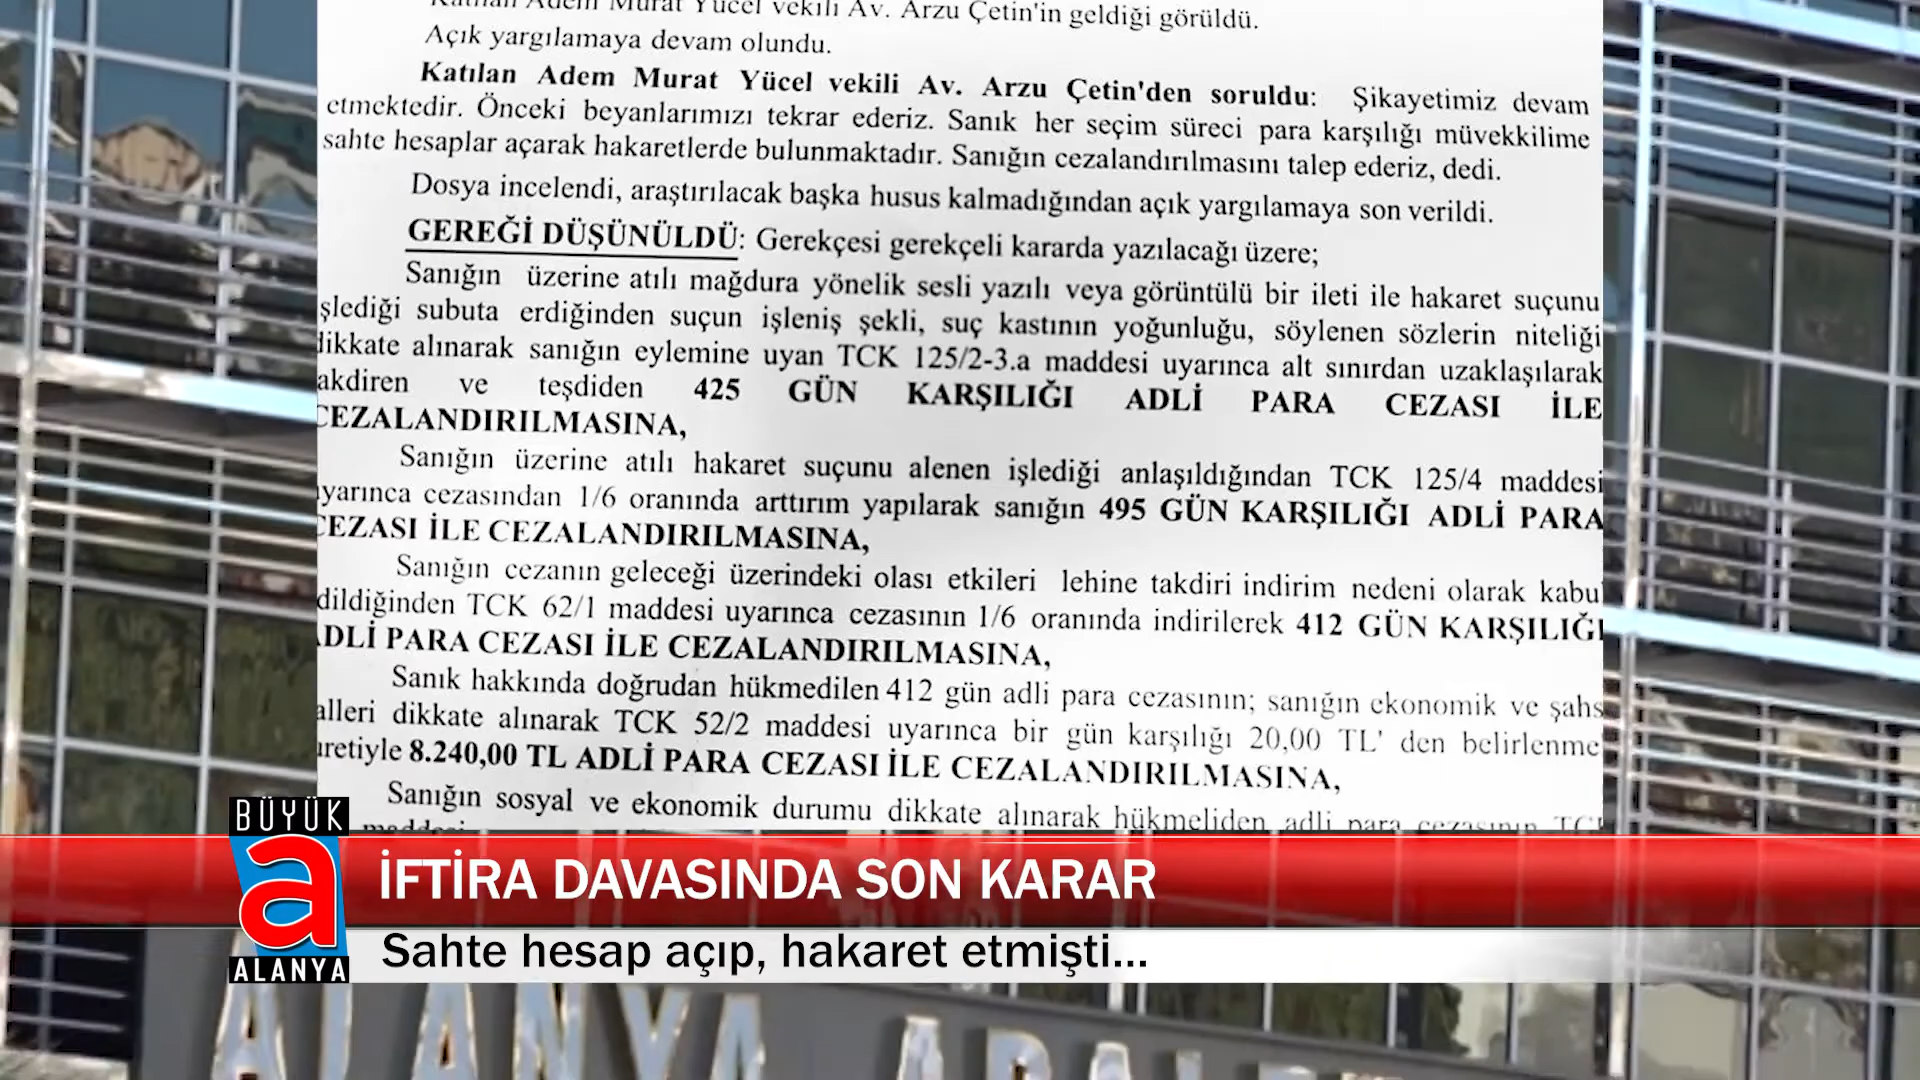 Katılan Adem Murat Yücel vekili Av. Arzu Çetin'in geldiği görüldü.
Açık yargılamaya devam olundu.
Katılan Adem Murat Yücel vekili Av. Arzu Çetin'den soruldu: Şikayetimiz devam
etmektedir. Önceki beyanlarımızı tekrar ederiz. Sanık her seçim süreci para karşılığı müvekkilime
sahte hesaplar açarak hakaretlerde bulunmaktadır. Sanığın cezalandırılmasını talep ederiz, dedi.
Dosya incelendi, araştırılacak başka husus kalmadığından açık yargılamaya son verildi.
GEREĞİ DÜŞÜNÜLDÜ: Gerekçesi gerekçeli kararda yazılacağı üzere;
Sanığın üzerine atılı mağdura yönelik sesli yazılı veya görüntülü bir ileti ile hakaret suçunu
şlediği subuta erdiğinden suçun işleniş şekli, suç kastının yoğunluğu, söylenen sözlerin niteliği
dikkate alınarak sanığın eylemine uyan TCK 125/2-3.a maddesi uyarınca alt sınırdan uzaklaşılarak
akdiren ve teşdiden 425 GÜN KARŞILIĞI ADLİ PARA CEZASI İLE
CEZALANDIRILMASINA,
Sanığın üzerine atılı hakaret suçunu alenen işlediği anlaşıldığından TCK 125/4 maddesi
yarınca cezasından 1/6 oranında arttırım yapılarak sanığın 495 GÜN KARŞILIĞI ADLİ PARA
CEZASI İLE CEZALANDIRILMASINA,
Sanığın cezanın geleceği üzerindeki olası etkileri lehine takdiri indirim nedeni olarak kabu
dildiğinden TCK 62/1 maddesi uyarınca cezasının 1/6 oranında indirilerek 412 GÜN KARŞILIĞI
ADLİ PARA CEZASI İLE CEZALANDIRILMASINA,
Sanık hakkında doğrudan hükmedilen 412 gün adli para cezasının; sanığın ekonomik ve şahs
alleri dikkate alınarak TCK 52/2 maddesi uyarınca bir gün karşılığı 20,00 TL' den belirlenme
uretiyle 8.240,00 TL ADLİ PARA CEZASI İLE CEZALANDIRILMASINA,
Sanığın sosyal ve ekonomik durumu dikkate alınarak hükmeliden adli para cezasının TC
maddesi
BÜYÜK
a
ALANYA
İFTİRA DAVASINDA SON KARAR
Sahte hesap açıp, hakaret etmişti...
ALANYA ADALET